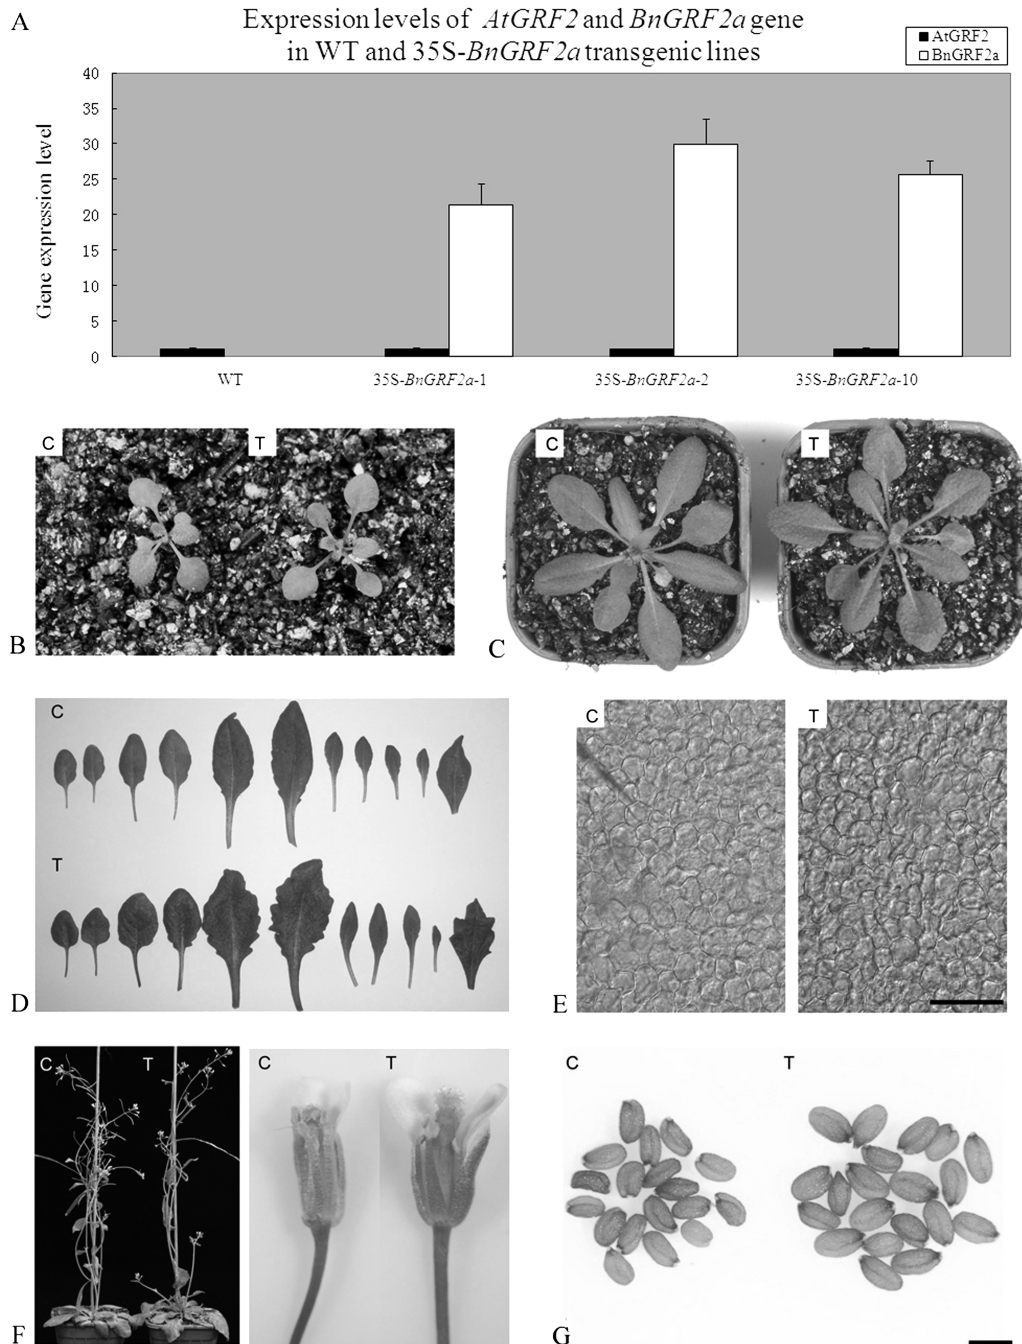 A
Expression levels of AtGRF2 and BnGRF2a gene
in WT and 35S-BnGRF2a transgenic lines
AtGRF2
BnGRF2a
Gene expression level
40
35
30
25
20
15
10
5
0
WT
35S-BnGRF2a-1
35S-BnGRF2a-2
35S-BnGRF2a-10
C
T
B
C
T
C
C
T
D
C
T
E
C
T
F
C
T
C
T
G